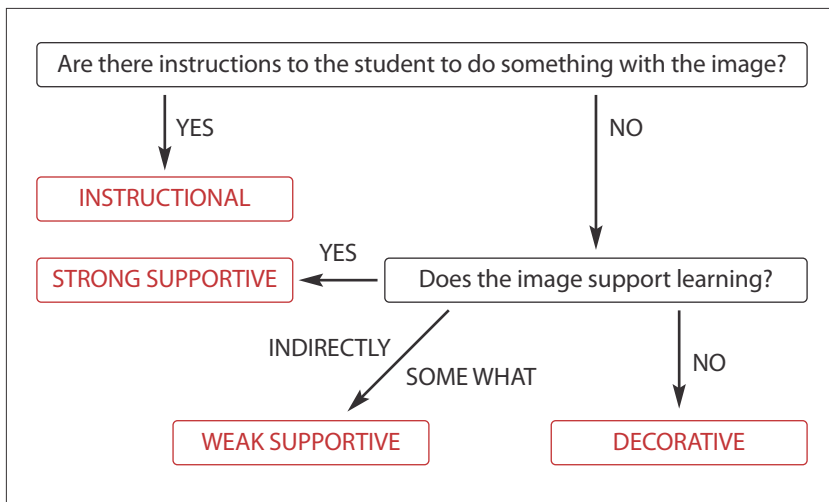 Are there instructions to the student to do something with the image?
YES
NO
INSTRUCTIONAL
YES
STRONG SUPPORTIVE
Does the image support learning?
INDIRECTLY
SOME WHAT
NO
WEAK SUPPORTIVE
DECORATIVE